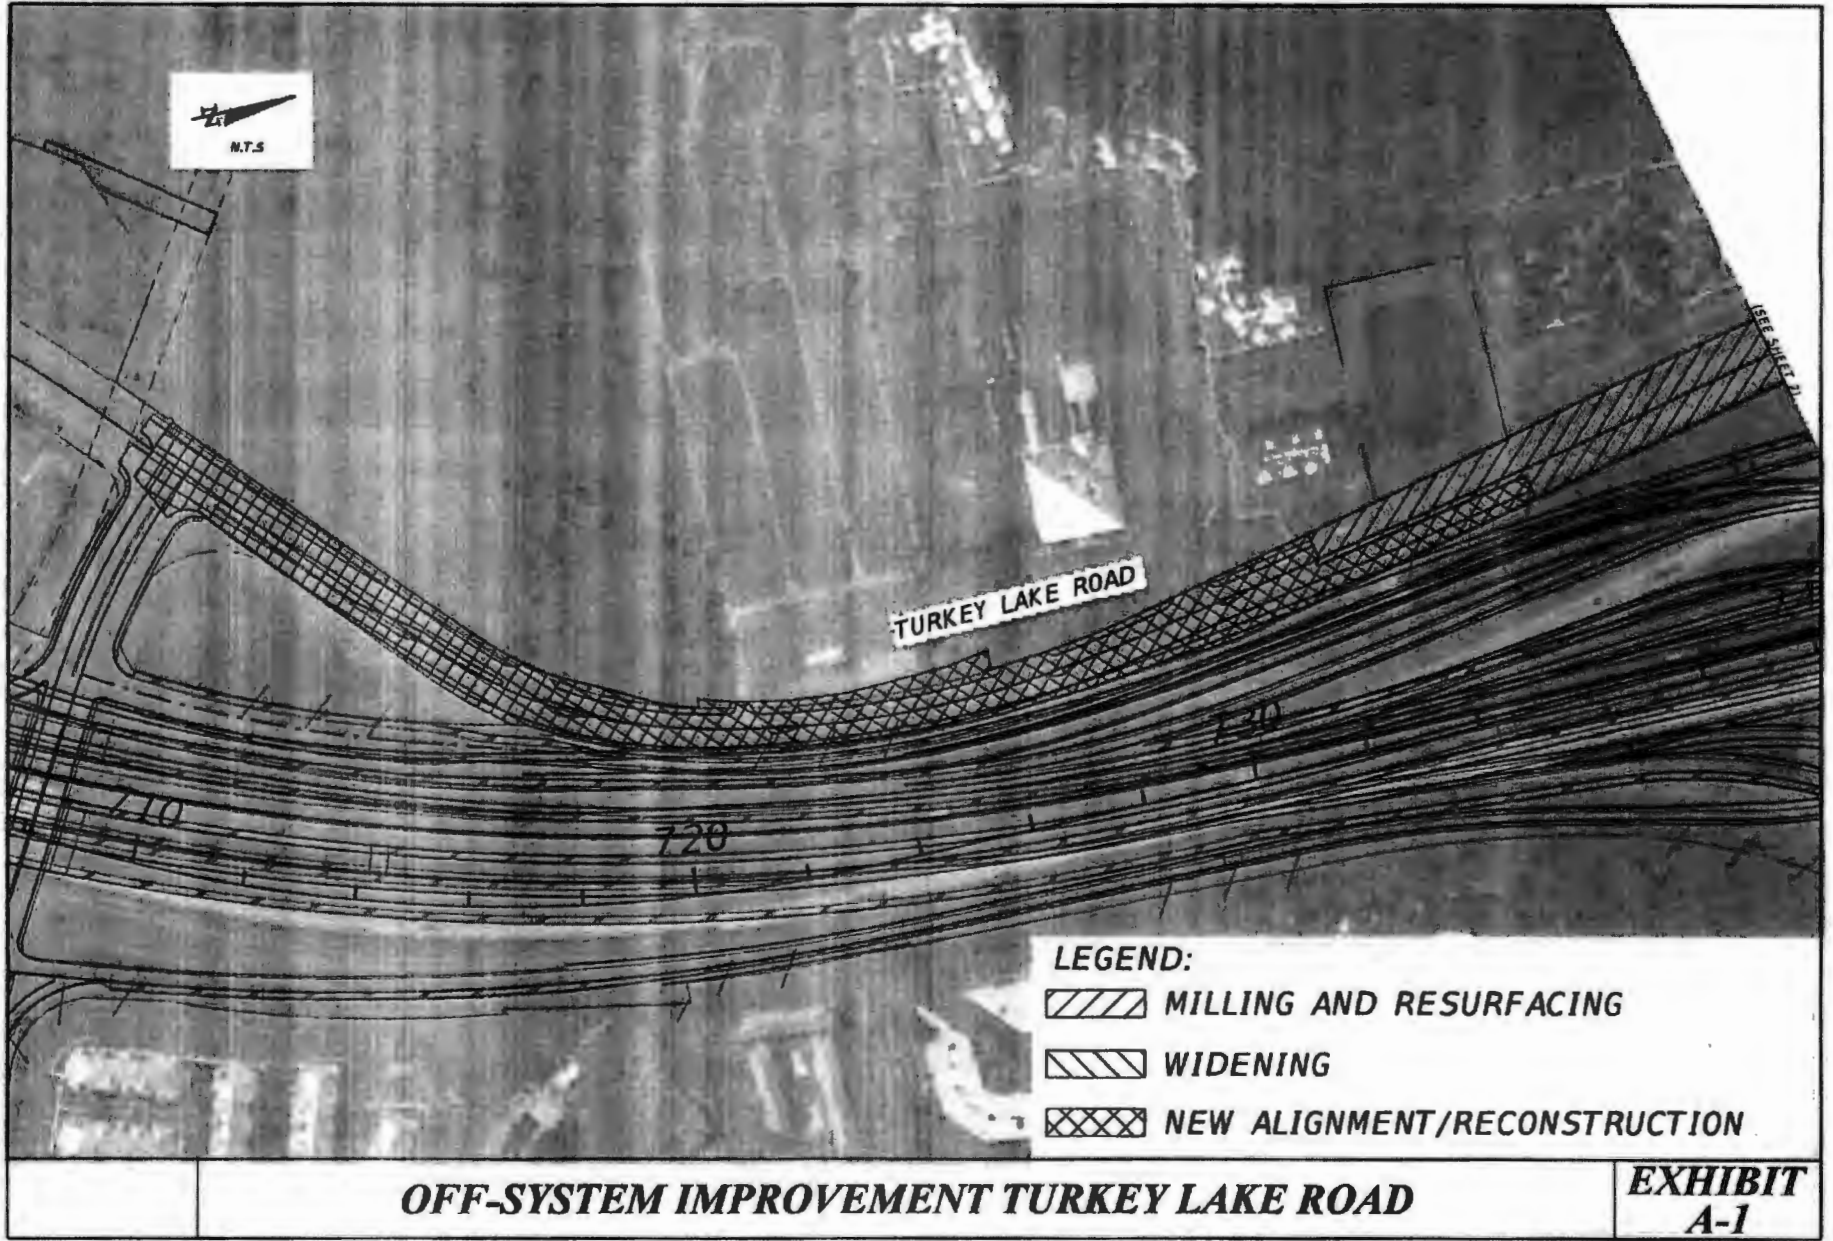 N
N.T.S
(SEE SHEET 2)
TURKEY LAKE ROAD
730
710
720
LEGEND:
MILLING AND RESURFACING
WIDENING
NEW ALIGNMENT/RECONSTRUCTION
OFF-SYSTEM IMPROVEMENT TURKEY LAKE ROAD
EXHIBIT
A-1